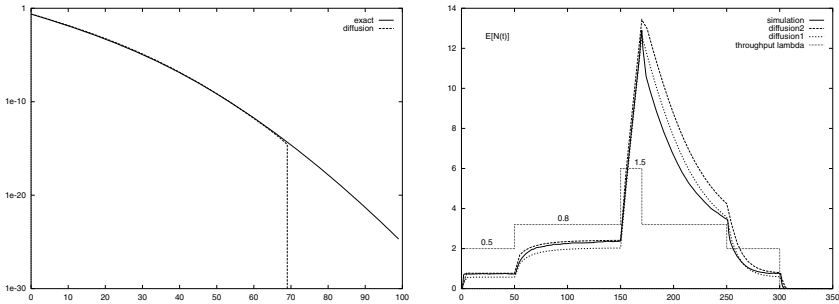 1
1e-10
1e-20
1e-30
0 10 20 30 40 50 60 70 80 90 100
exact
diffusion
14
12
10
8
6
4
2
0
0 50 100 150 200 250 300 350
E[N(t)]
simulation
diffusion2
diffusion1
throughput lambda
0.5
0.8
1.5